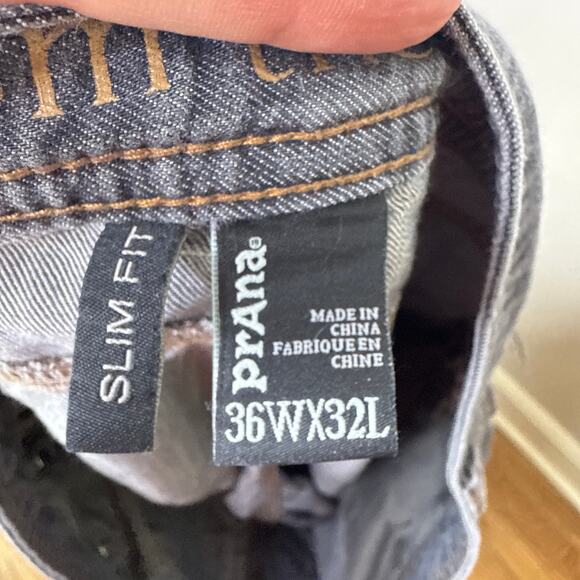 SLIM FIT
prAna®
MADE IN
CHINA
FABRIQUE EN
CHINE
36WX32L